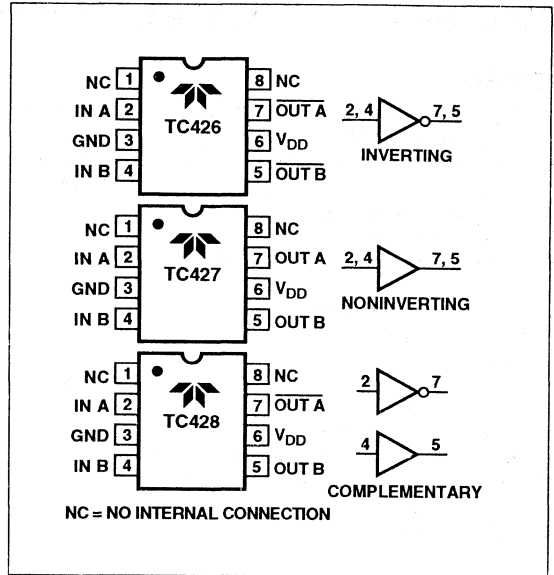 NC 1 8 NC
IN A 2 7 OUT A 2, 4 7, 5
TC426
GND 3 6 VDD
INVERTING
IN B 4 5 OUT B
NC 1 8 NC
IN A 2 7 OUT A 2, 4 7, 5
TC427
GND 3 6 VDD
NONINVERTING
IN B 4 5 OUT B
NC 1 8 NC 2 7
IN A 2 7 OUT A
TC428
GND 3 6 VDD 4 5
IN B 4 5 OUT B
COMPLEMENTARY
NC = NO INTERNAL CONNECTION